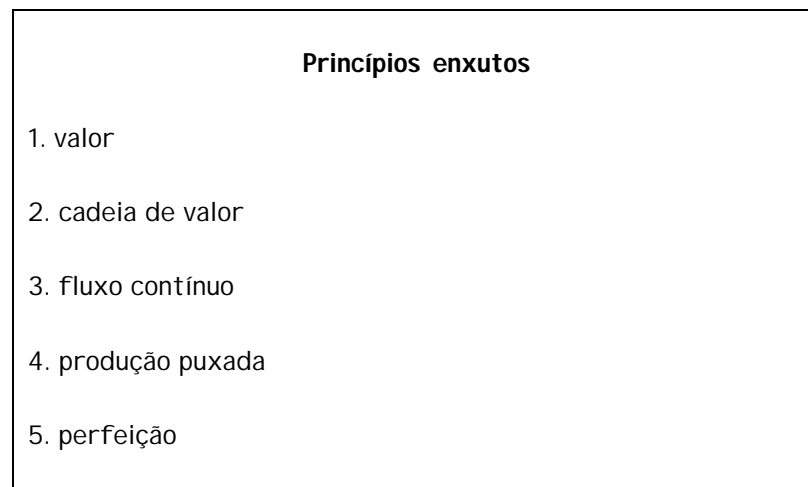 Princípios enxutos
1. valor
2. cadeia de valor
3. fluxo contínuo
4. produção puxada
5. perfeição